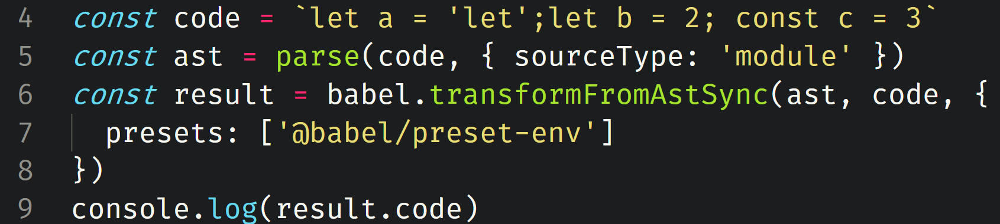 4 const code = `let a = 'let';let b = 2; const c = 3`
5 const ast = parse(code, { sourceType: 'module' })
6 const result = babel.transformFromAstSync(ast, code, {
7   presets: ['@babel/preset-env']
8 })
9 console.log(result.code)